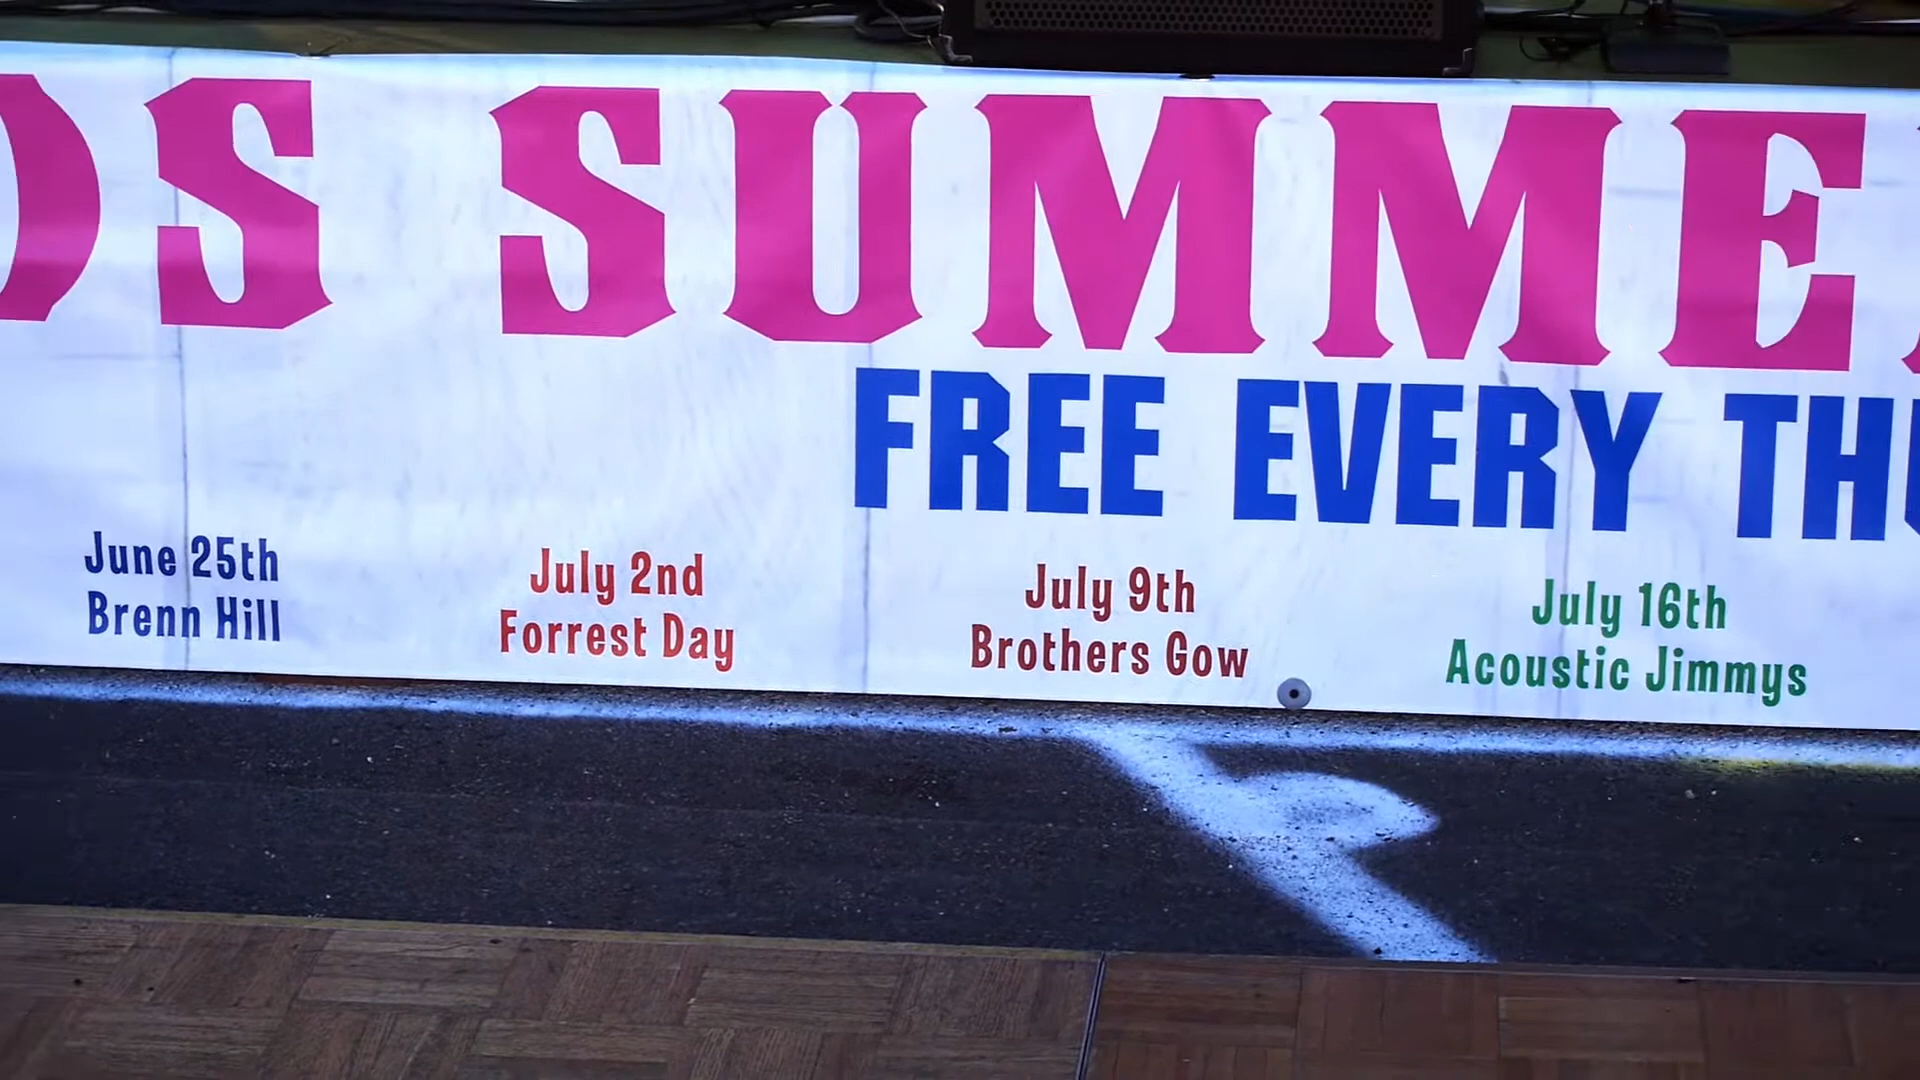 DS SUMME
FREE EVERY THU
June 25th
Brenn Hill
July 2nd
Forrest Day
July 9th
Brothers Gow
July 16th
Acoustic Jimmys